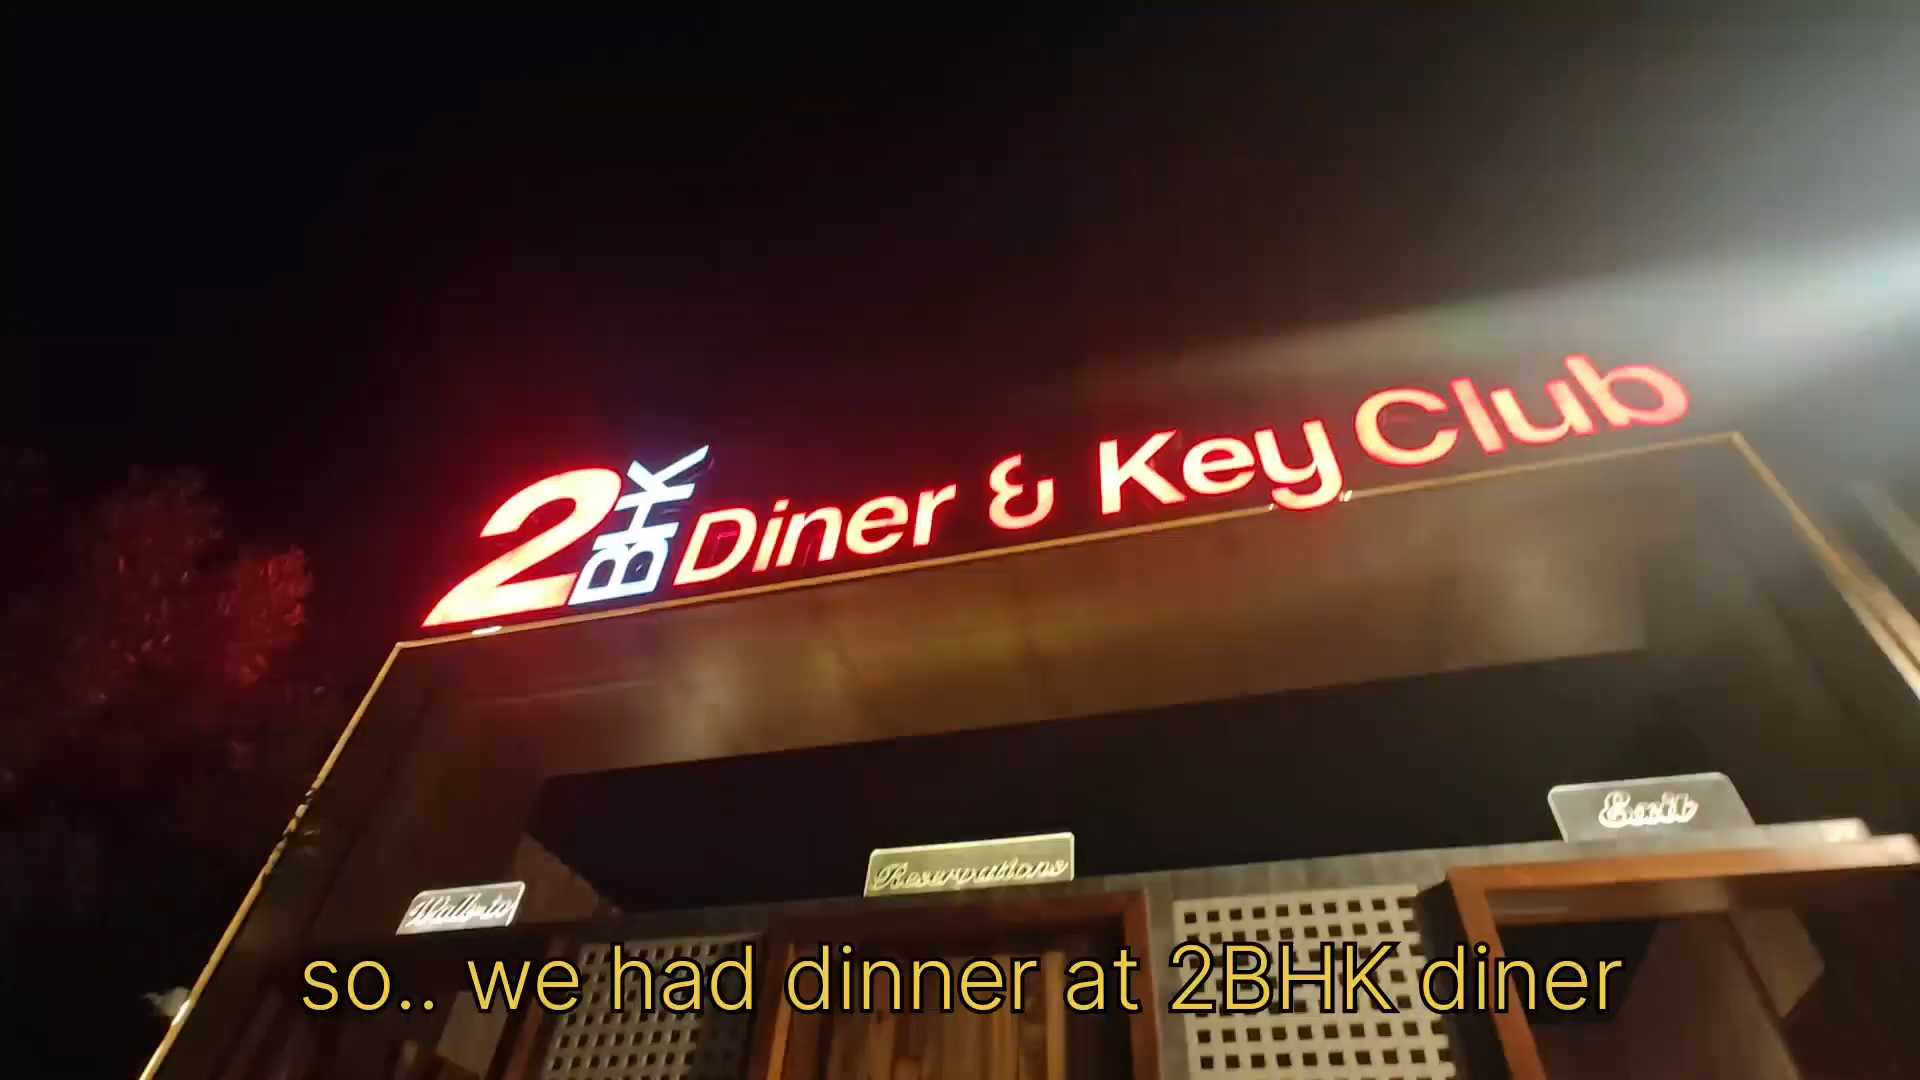 2BHK Diner & Key Club
Exit
Reservations
so.. we had dinner at 2BHK diner